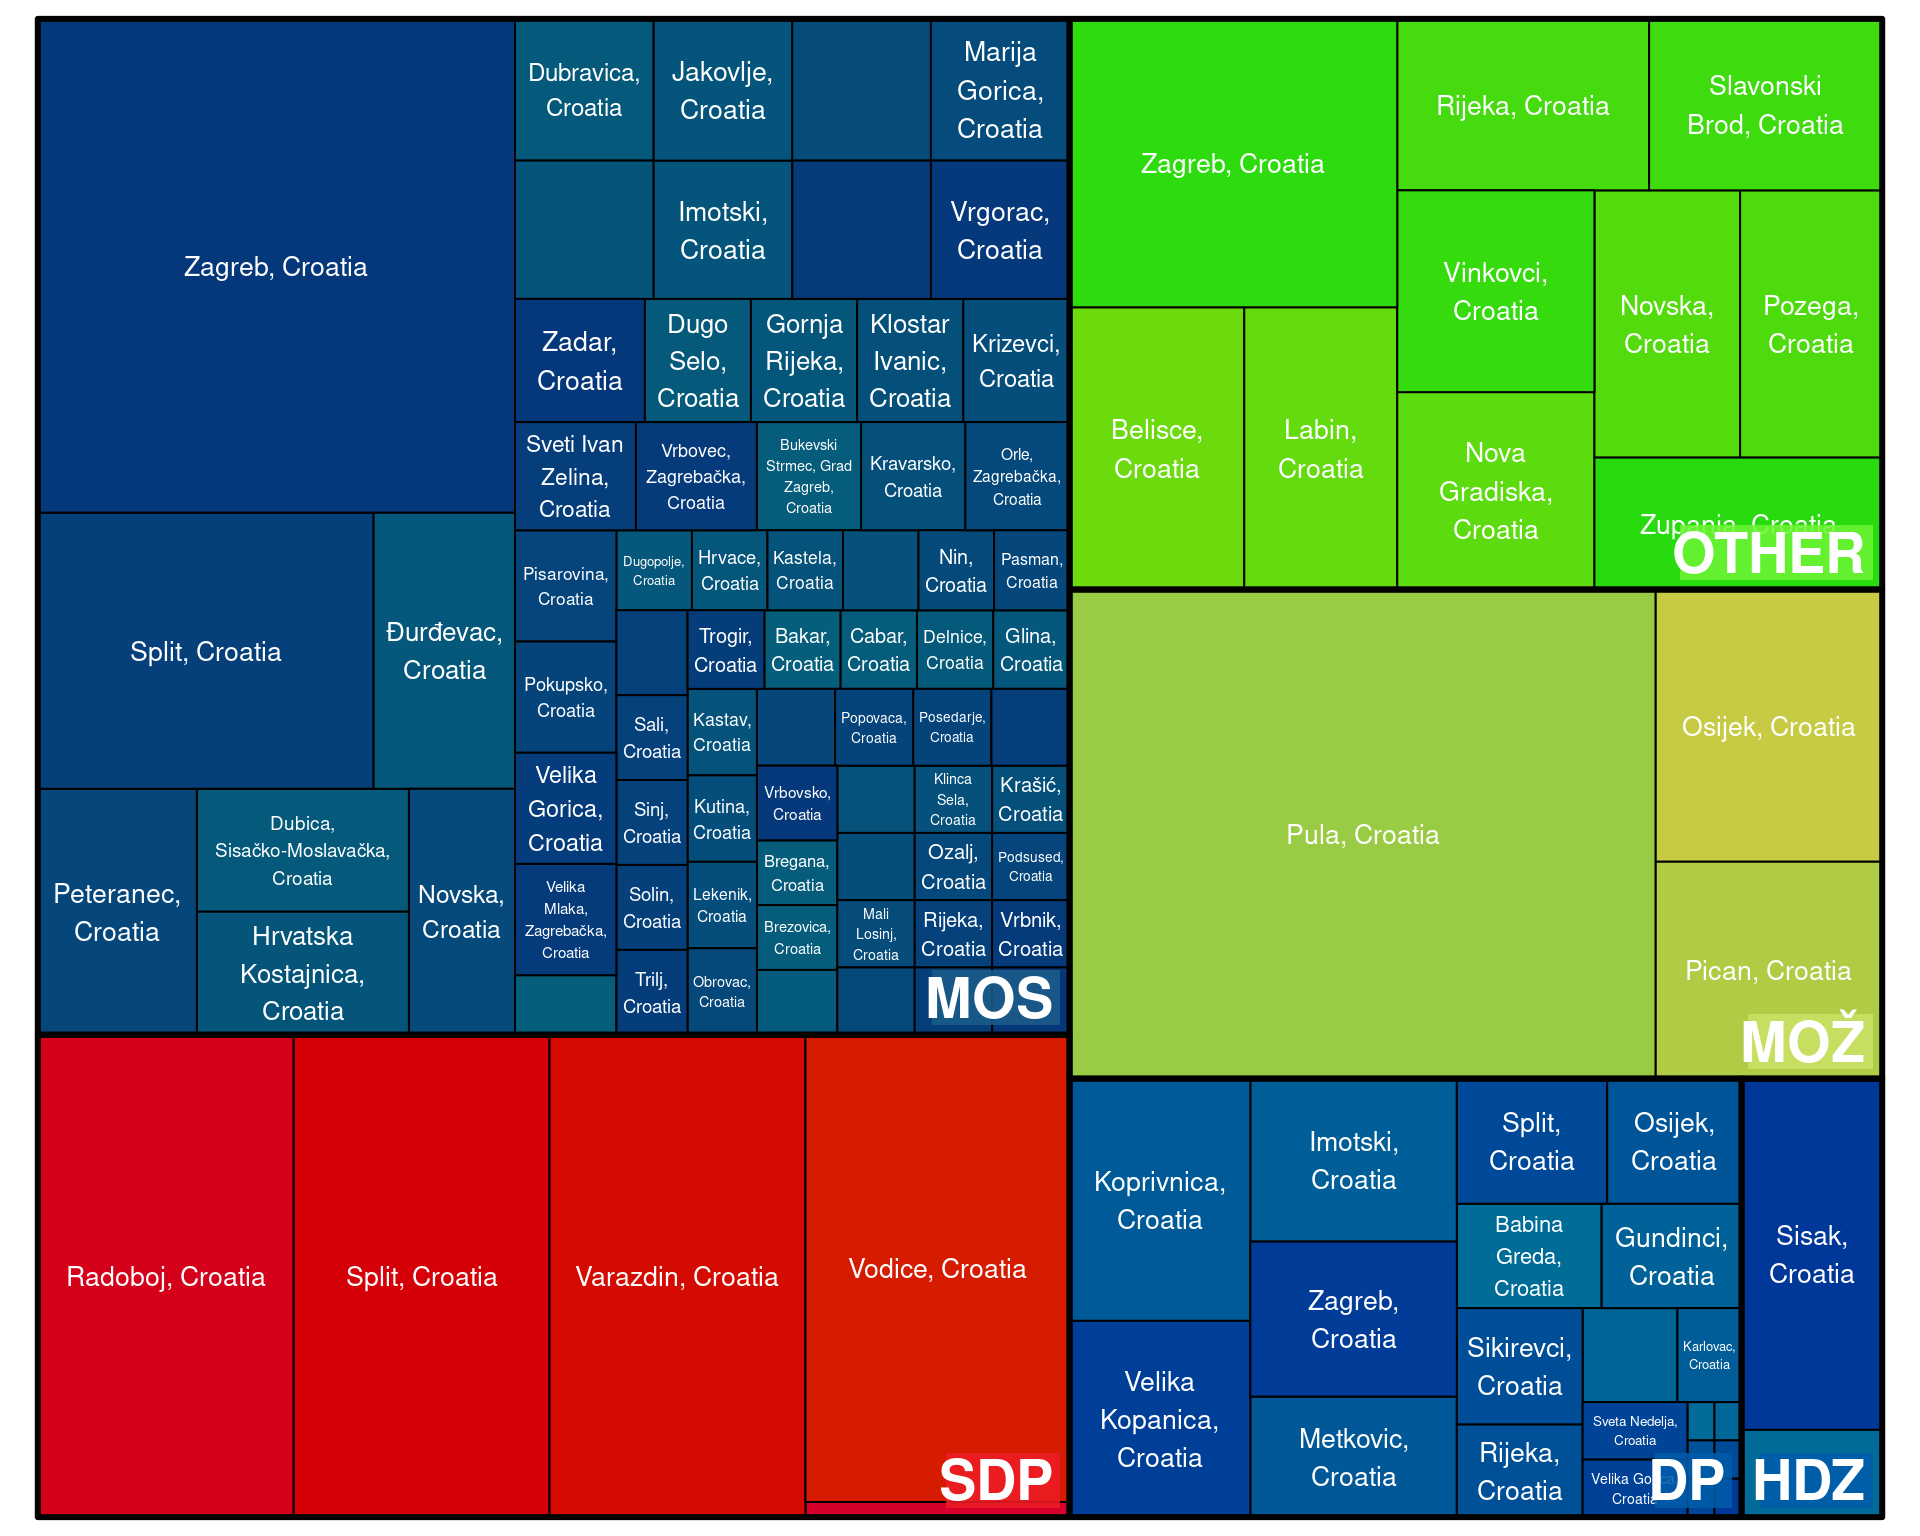 Zagreb, Croatia
Split, Croatia
Đurđevac,
Croatia
Peteranec,
Croatia
Dubica,
Sisačko-Moslavačka,
Croatia
Hrvatska
Kostajnica,
Croatia
Novska,
Croatia
Dubravica,
Croatia
Jakovlje,
Croatia
Marija
Gorica,
Croatia
Imotski,
Croatia
Vrgorac,
Croatia
Zadar,
Croatia
Dugo
Selo,
Croatia
Gornja
Rijeka,
Croatia
Klostar
Ivanic,
Croatia
Krizevci,
Croatia
Sveti Ivan
Zelina,
Croatia
Vrbovec,
Zagrebačka,
Croatia
Bukevski
Strmec, Grad
Zagreb,
Croatia
Kravarsko,
Croatia
Orle,
Zagrebačka,
Croatia
Pisarovina,
Croatia
Pokupsko,
Croatia
Velika
Gorica,
Croatia
Velika
Mlaka,
Zagrebačka,
Croatia
Dugopolje,
Croatia
Hrvace,
Croatia
Kastela,
Croatia
Nin,
Croatia
Pasman,
Croatia
Sali,
Croatia
Sinj,
Croatia
Solin,
Croatia
Trilj,
Croatia
Trogir,
Croatia
Bakar,
Croatia
Cabar,
Croatia
Delnice,
Croatia
Glina,
Croatia
Kastav,
Croatia
Kutina,
Croatia
Lekenik,
Croatia
Obrovac,
Croatia
Popovaca,
Croatia
Posedarje,
Croatia
Vrbovsko,
Croatia
Bregana,
Croatia
Brezovica,
Croatia
Klinca
Sela,
Croatia
Krašić,
Croatia
Ozalj,
Croatia
Podsused,
Croatia
Mali
Losinj,
Croatia
Rijeka,
Croatia
Vrbnik,
Croatia
MOS
Radoboj, Croatia
Split, Croatia
Varazdin, Croatia
Vodice, Croatia
SDP
Zagreb, Croatia
Belisce,
Croatia
Labin,
Croatia
Rijeka, Croatia
Slavonski
Brod, Croatia
Vinkovci,
Croatia
Nova
Gradiska,
Croatia
Novska,
Croatia
Pozega,
Croatia
Zupanja, Croatia
OTHER
Pula, Croatia
Osijek, Croatia
Pican, Croatia
MOŽ
Koprivnica,
Croatia
Velika
Kopanica,
Croatia
Imotski,
Croatia
Zagreb,
Croatia
Metkovic,
Croatia
Split,
Croatia
Osijek,
Croatia
Babina
Greda,
Croatia
Gundinci,
Croatia
Sikirevci,
Croatia
Rijeka,
Croatia
Karlovac,
Croatia
Sveta Nedelja,
Croatia
Velika Gorica,
Croatia
DP
Sisak,
Croatia
HDZ